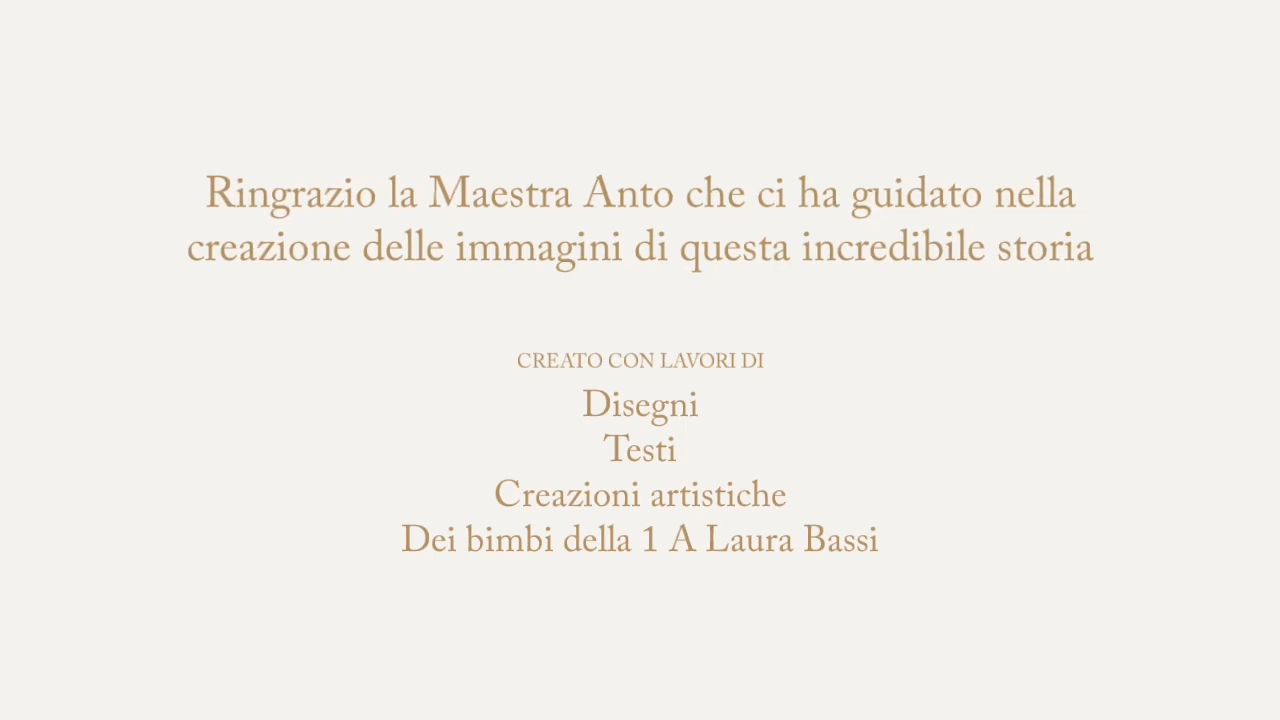 Ringrazio la Maestra Anto che ci ha guidato nella
creazione delle immagini di questa incredibile storia
CREATO CON LAVORI DI
Disegni
Testi
Creazioni artistiche
Dei bimbi della 1 A Laura Bassi